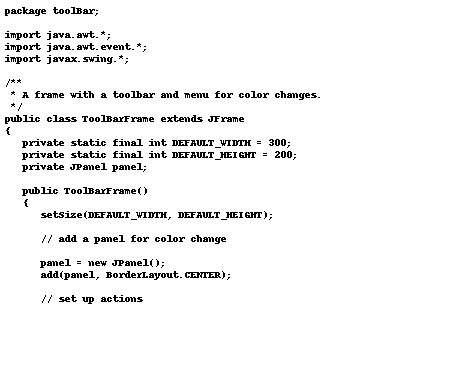 package toolBar;

import java.awt.*;
import java.awt.event.*;
import javax.swing.*;

/**
 * A frame with a toolbar and menu for color changes.
 */
public class ToolBarFrame extends JFrame
{
   private static final int DEFAULT_WIDTH = 300;
   private static final int DEFAULT_HEIGHT = 200;
   private JPanel panel;

   public ToolBarFrame()
   {
      setSize(DEFAULT_WIDTH, DEFAULT_HEIGHT);

      // add a panel for color change

      panel = new JPanel();
      add(panel, BorderLayout.CENTER);

      // set up actions